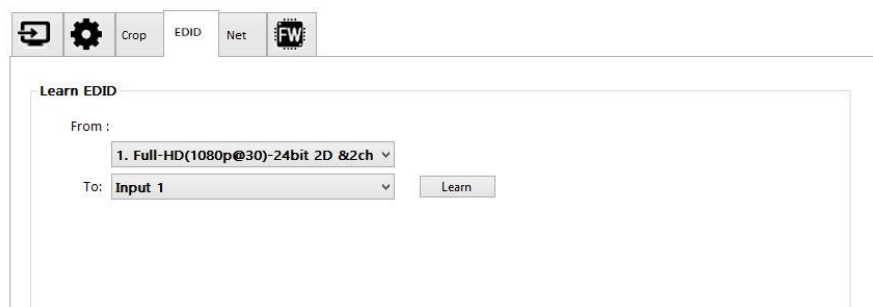 Crop EDID Net FW
Learn EDID
From :
1. Full-HD(1080p@30)-24bit 2D &2ch
To: Input 1 Learn